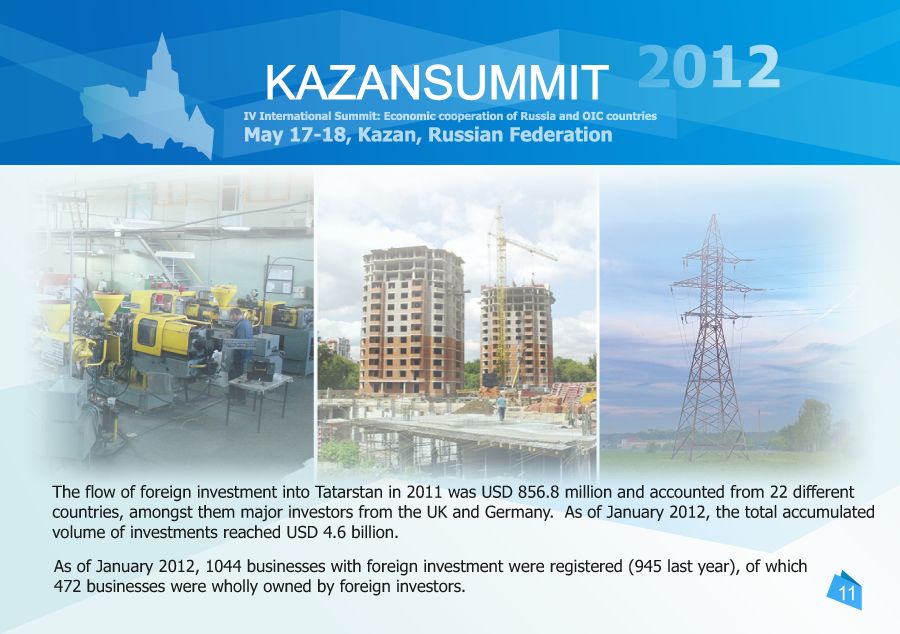 KAZANSUMMIT 2012
IV International Summit: Economic cooperation of Russia and OIC countries
May 17-18, Kazan, Russian Federation
The flow of foreign investment into Tatarstan in 2011 was USD 856.8 million and accounted from 22 different
countries, amongst them major investors from the UK and Germany.  As of January 2012, the total accumulated
volume of investments reached USD 4.6 billion.
As of January 2012, 1044 businesses with foreign investment were registered (945 last year), of which
472 businesses were wholly owned by foreign investors.
11